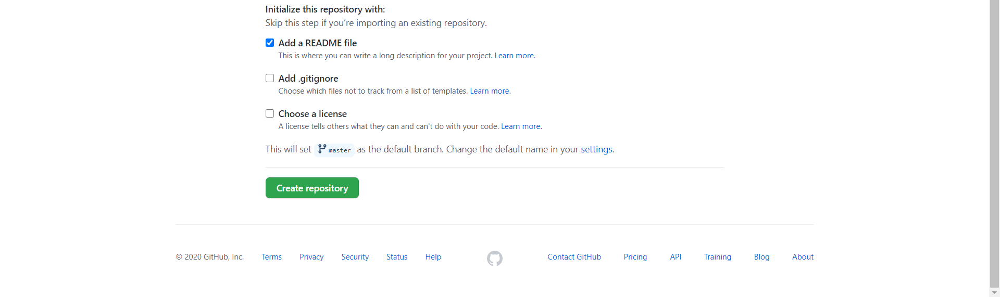 Initialize this repository with:
Skip this step if you’re importing an existing repository.
Add a README file
This is where you can write a long description for your project. Learn more.
Add .gitignore
Choose which files not to track from a list of templates. Learn more.
Choose a license
A license tells others what they can and can't do with your code. Learn more.
This will set master as the default branch. Change the default name in your settings.
Create repository
© 2020 GitHub, Inc. Terms Privacy Security Status Help Contact GitHub Pricing API Training Blog About